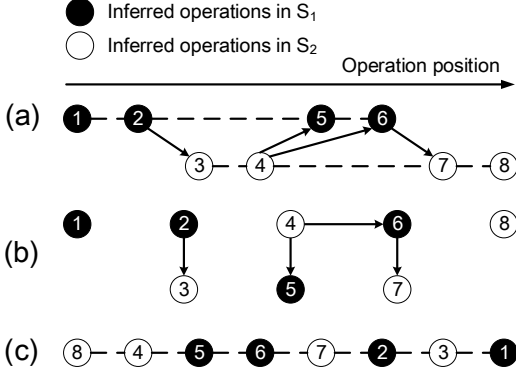 Inferred operations in S1
Inferred operations in S2
Operation position
(a)
1 2 5 6
3 4 7 8
(b)
1 2 4 6 8
3 5 7
(c)
8 4 5 6 7 2 3 1